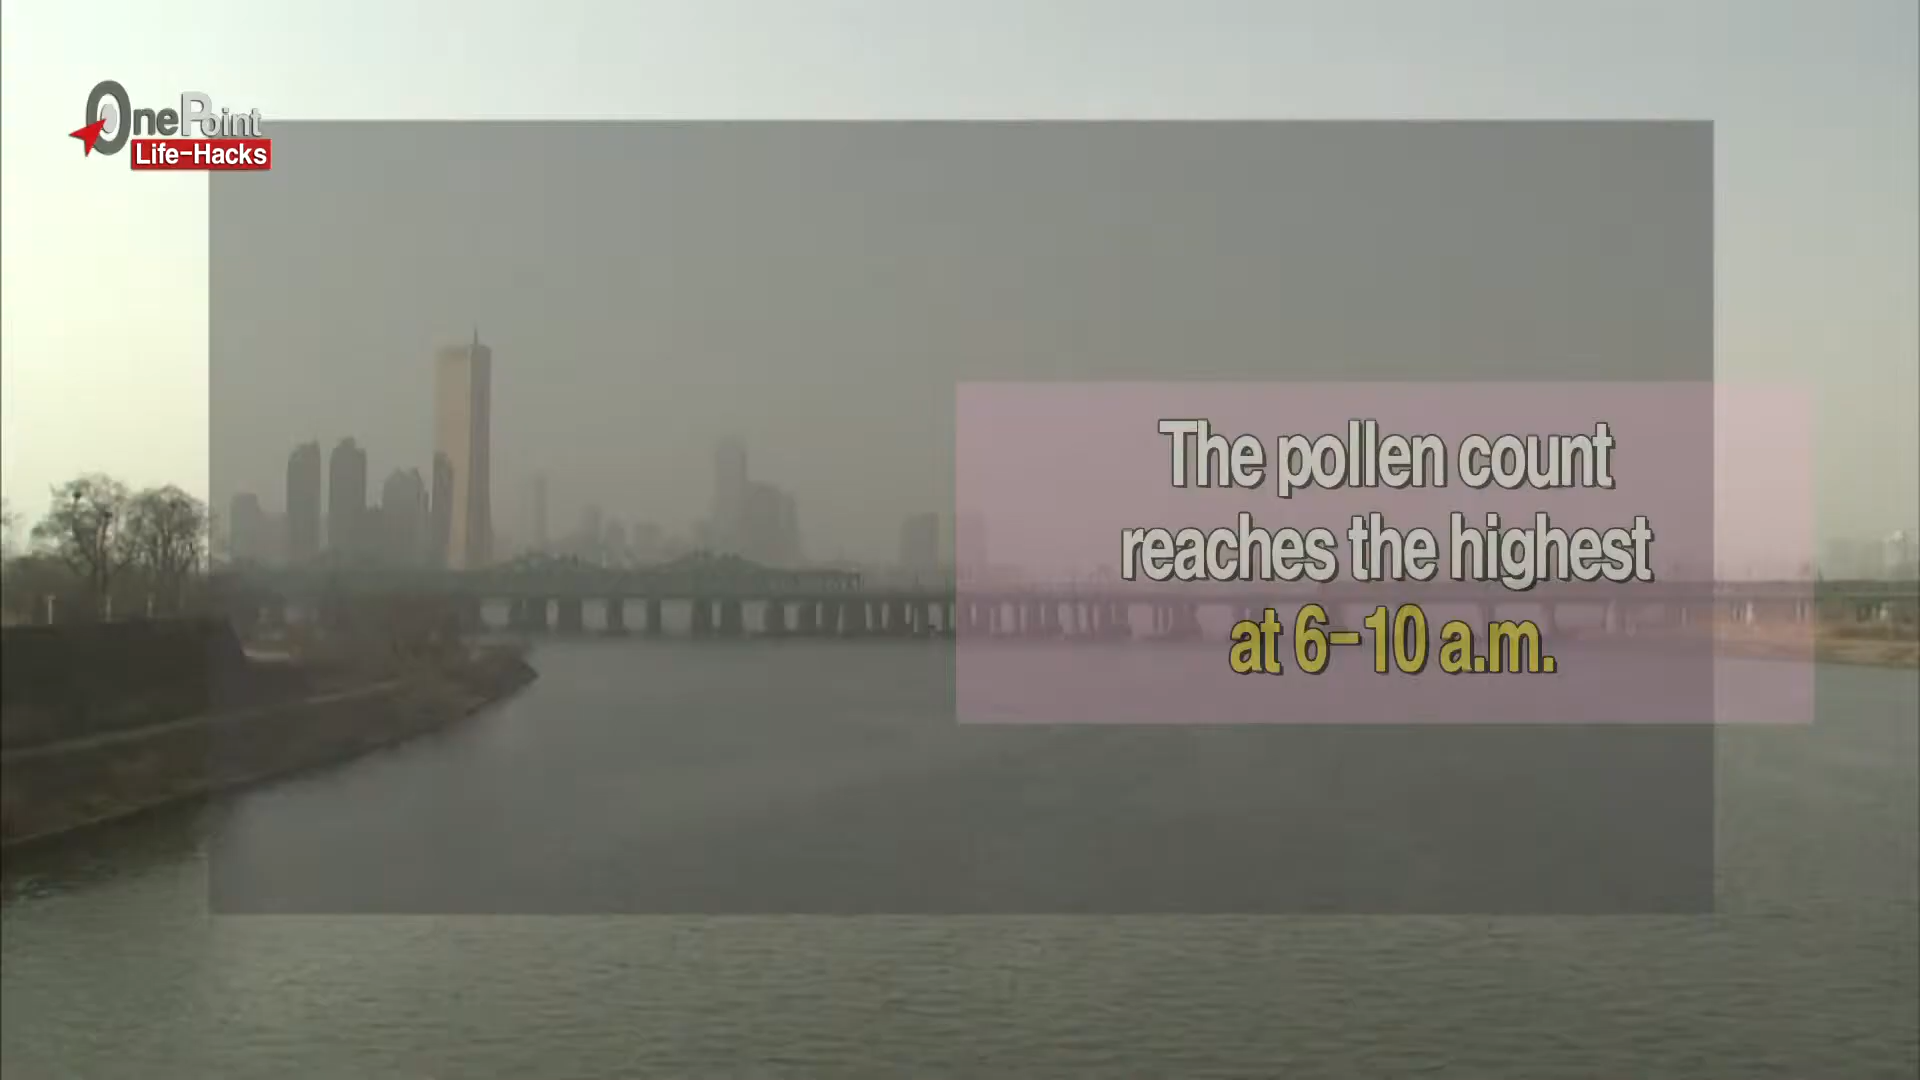 OnePoint
Life-Hacks
The pollen count
reaches the highest
at 6-10 a.m.